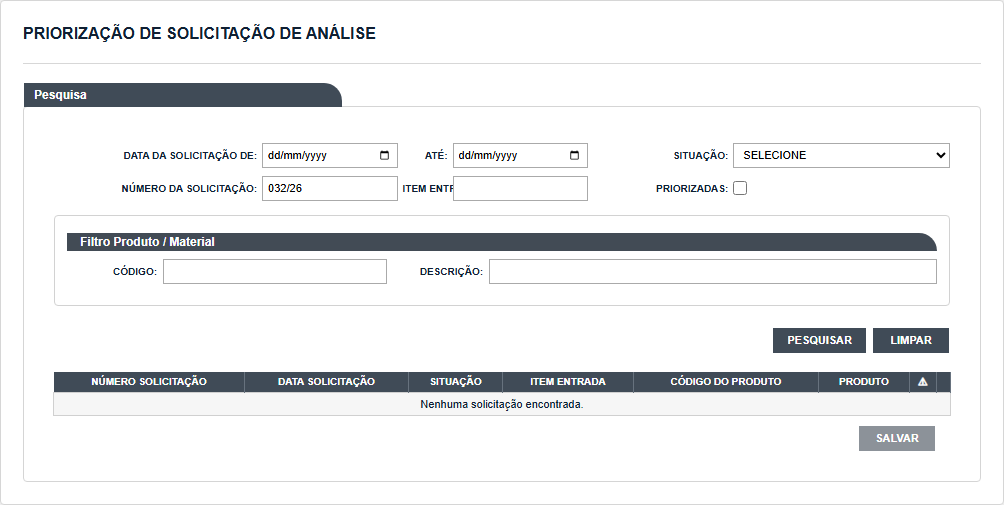 PRIORIZAÇÃO DE SOLICITAÇÃO DE ANÁLISE
Pesquisa
DATA DA SOLICITAÇÃO DE: dd/mm/yyyy ATÉ: dd/mm/yyyy SITUAÇÃO: SELECIONE
NÚMERO DA SOLICITAÇÃO: 032/26 ITEM ENTR PRIORIZADAS:
Filtro Produto / Material
CÓDIGO: DESCRIÇÃO:
PESQUISAR LIMPAR
NÚMERO SOLICITAÇÃO DATA SOLICITAÇÃO SITUAÇÃO ITEM ENTRADA CÓDIGO DO PRODUTO PRODUTO
Nenhuma solicitação encontrada.
SALVAR